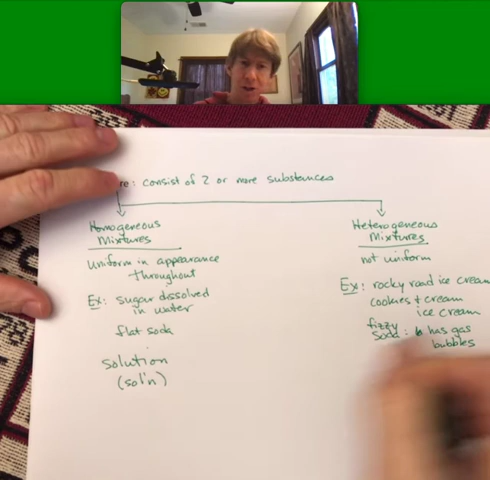 re: consist of 2 or more substances
Homogeneous
Mixtures
uniform in appearance
throughout
Ex: sugar dissolved
in water
flat soda
solution
(sol'n)
Heterogeneous
Mixtures
not uniform
Ex: rocky road ice cream
cookies + cream
ice cream
fizzy
soda: has gas
bubbles